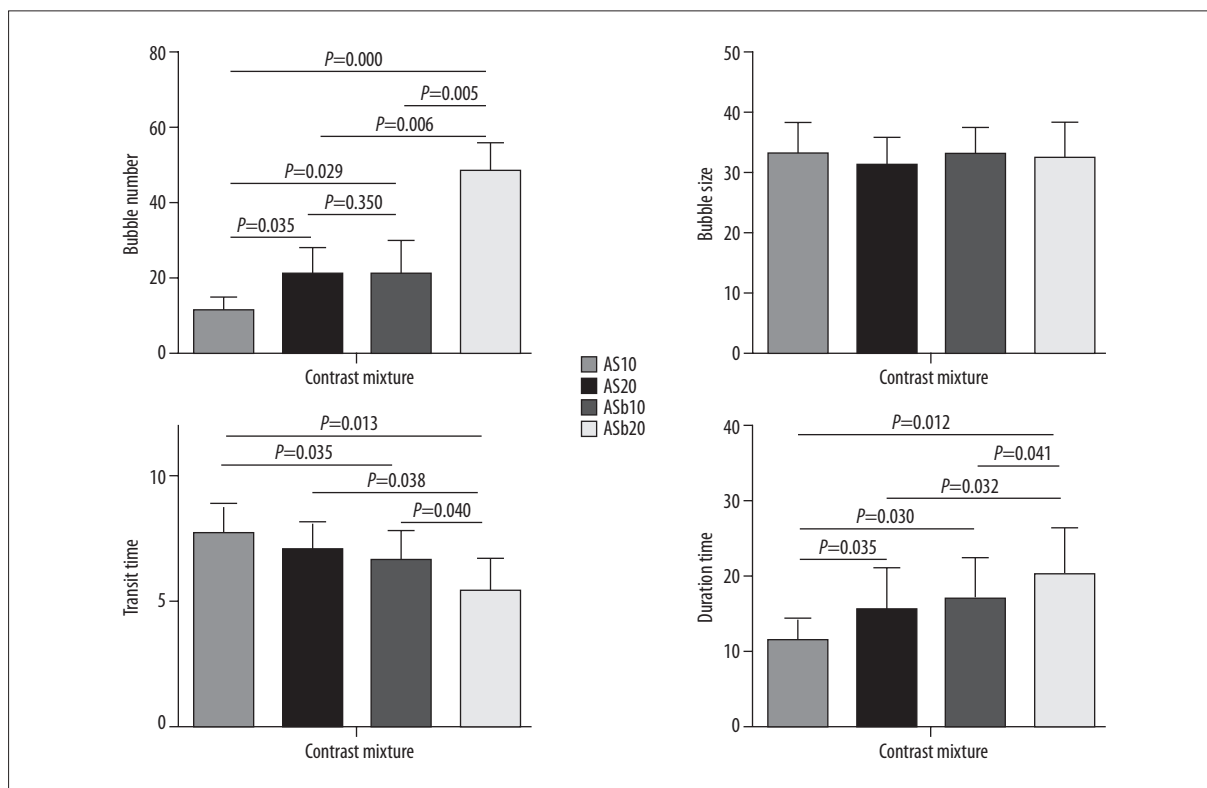 80
60
40
20
0
Bubble number
P=0.000
P=0.005
P=0.006
P=0.029
P=0.350
P=0.035
Contrast mixture
50
40
30
20
10
0
Bubble size
Contrast mixture
AS10
AS20
ASb10
ASb20
10
5
0
Transit time
P=0.013
P=0.035
P=0.038
P=0.040
Contrast mixture
40
30
20
10
0
Duration time
P=0.012
P=0.041
P=0.032
P=0.030
P=0.035
Contrast mixture